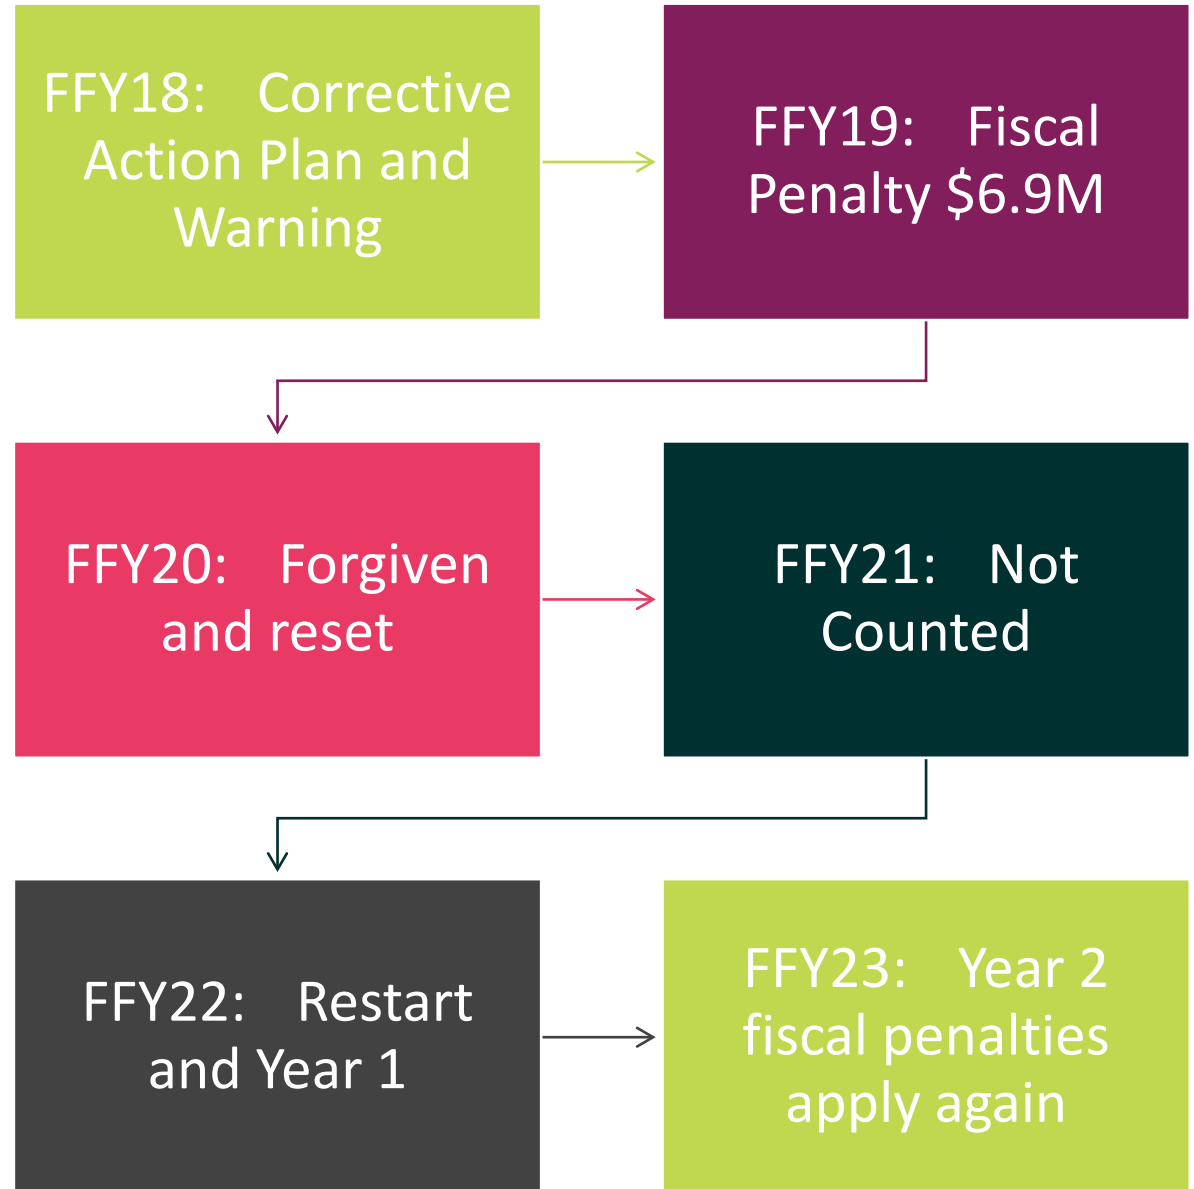 FFY18: Corrective
Action Plan and
Warning
FFY19: Fiscal
Penalty $6.9M
FFY20: Forgiven
and reset
FFY21: Not
Counted
FFY22: Restart
and Year 1
FFY23: Year 2
fiscal penalties
apply again